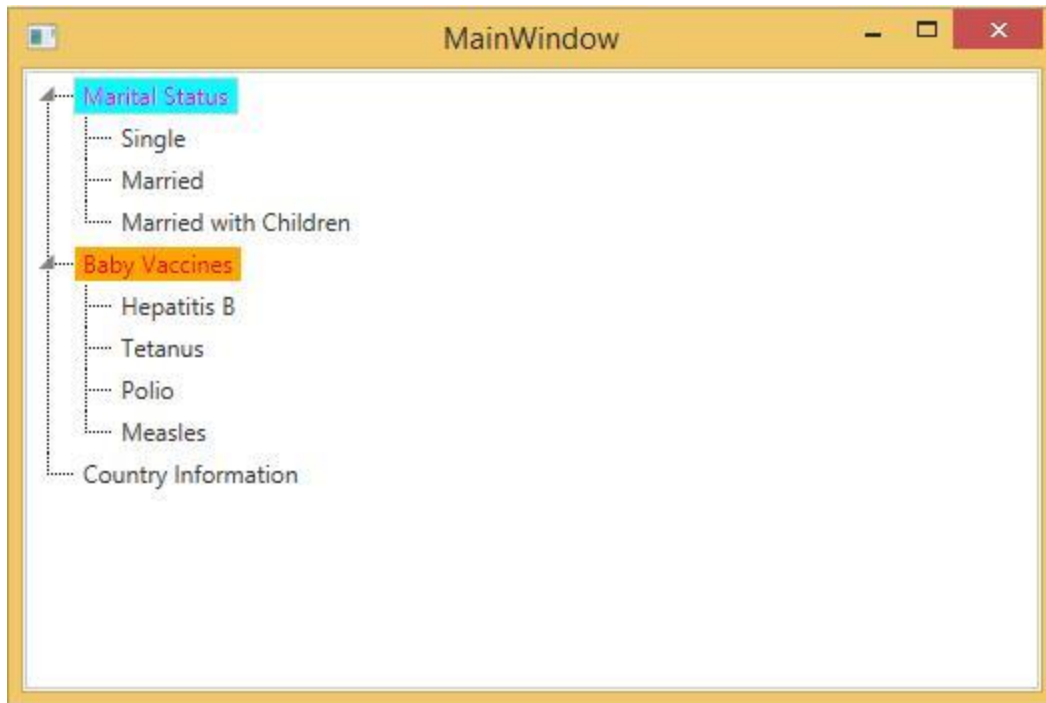 MainWindow
Marital Status
Single
Married
Married with Children
Baby Vaccines
Hepatitis B
Tetanus
Polio
Measles
Country Information